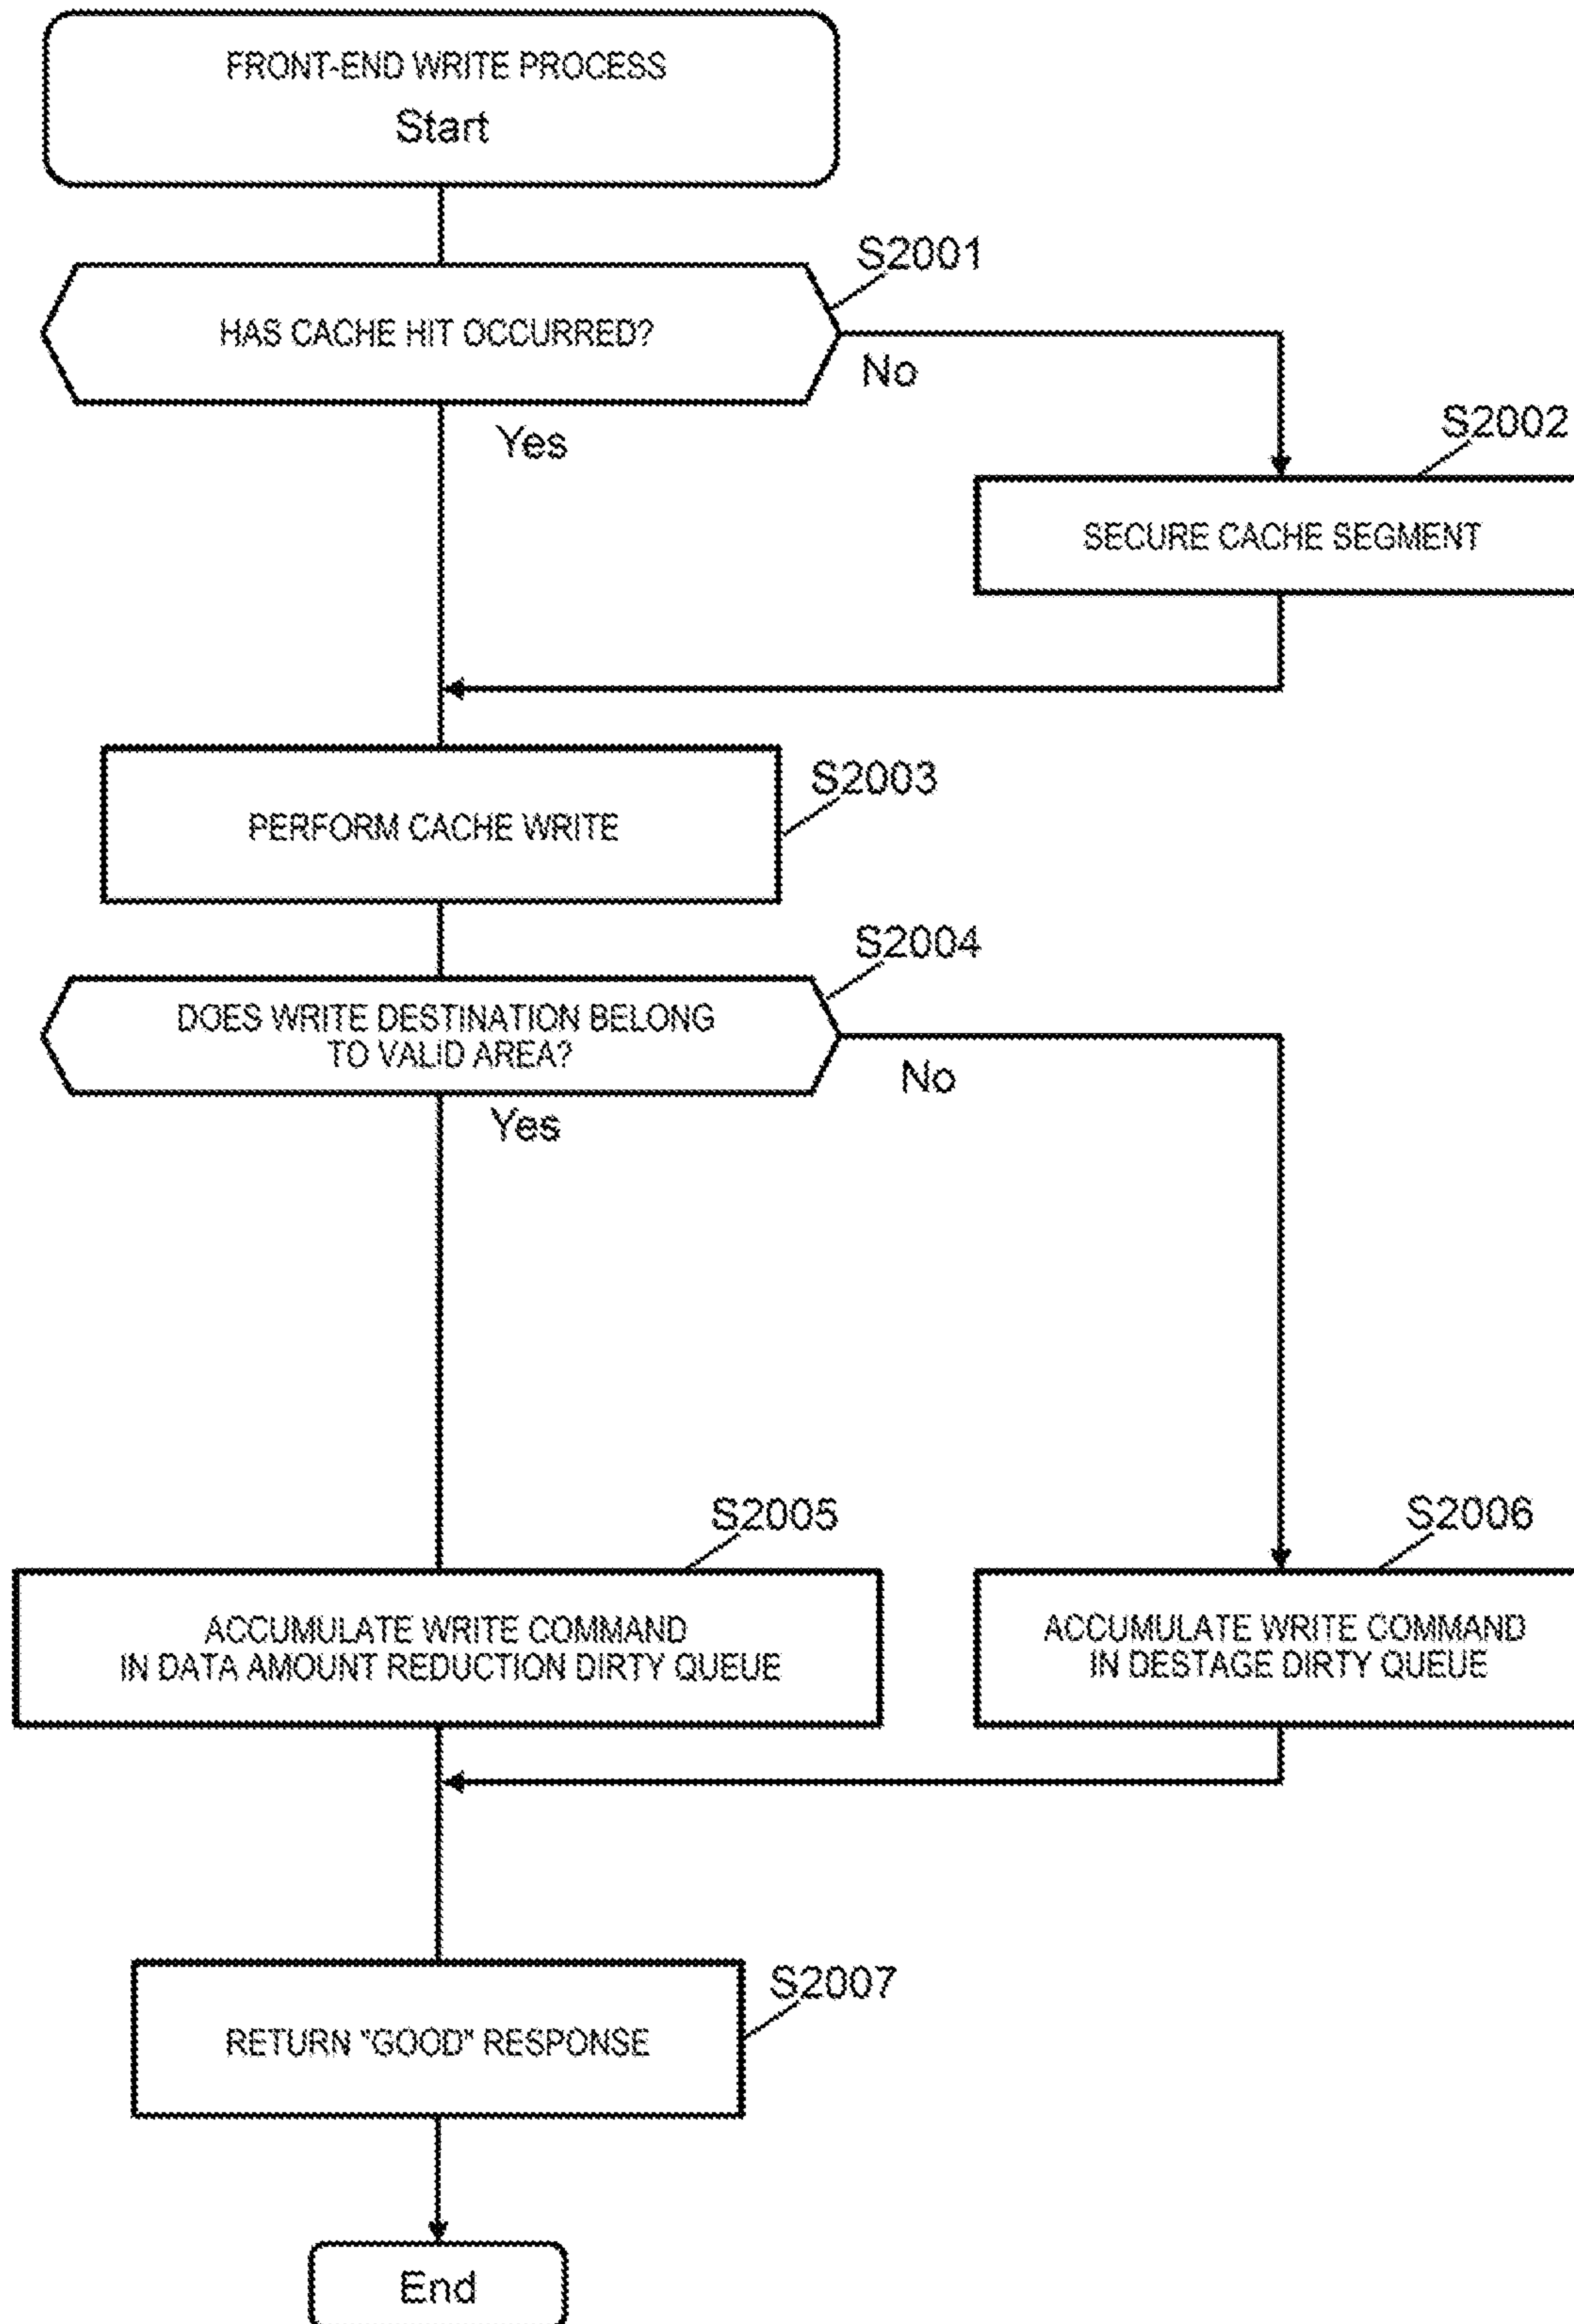 FRONT-END WRITE PROCESS
Start
S2001
HAS CACHE HIT OCCURRED?
No
Yes
S2002
SECURE CACHE SEGMENT
S2003
PERFORM CACHE WRITE
S2004
DOES WRITE DESTINATION BELONG
TO VALID AREA?
No
Yes
S2005
ACCUMULATE WRITE COMMAND
IN DATA AMOUNT REDUCTION DIRTY QUEUE
S2006
ACCUMULATE WRITE COMMAND
IN DESTAGE DIRTY QUEUE
S2007
RETURN "GOOD" RESPONSE
End